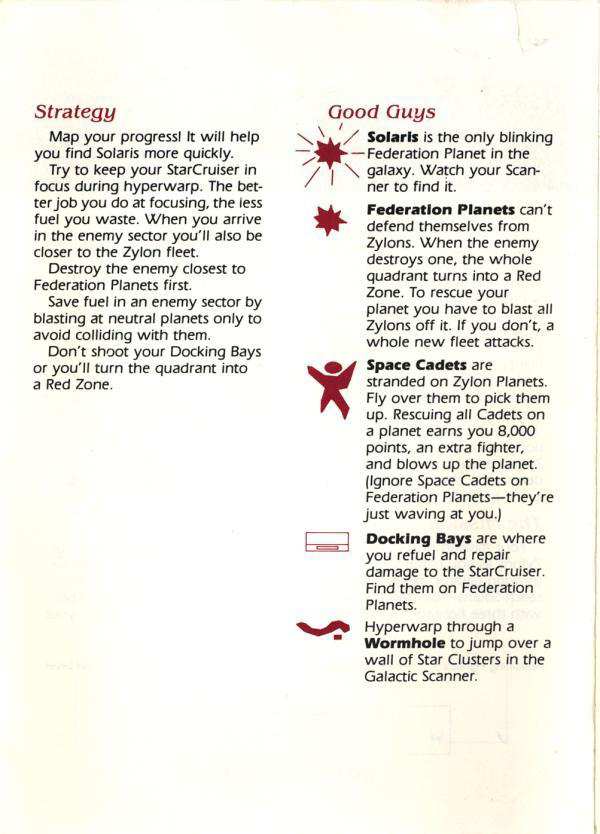 Strategy
Map your progress! It will help
you find Solaris more quickly.
Try to keep your StarCruiser in
focus during hyperwarp. The bet-
ter job you do at focusing, the less
fuel you waste. When you arrive
in the enemy sector you'll also be
closer to the Zylon fleet.
Destroy the enemy closest to
Federation Planets first.
Save fuel in an enemy sector by
blasting at neutral planets only to
avoid colliding with them.
Don't shoot your Docking Bays
or you'll turn the quadrant into
a Red Zone.
Good Guys
Solaris is the only blinking
Federation Planet in the
galaxy. Watch your Scan-
ner to find it.
Federation Planets can't
defend themselves from
Zylons. When the enemy
destroys one, the whole
quadrant turns into a Red
Zone. To rescue your
planet you have to blast all
Zylons off it. If you don't, a
whole new fleet attacks.
Space Cadets are
stranded on Zylon Planets.
Fly over them to pick them
up. Rescuing all Cadets on
a planet earns you 8,000
points, an extra fighter,
and blows up the planet.
(Ignore Space Cadets on
Federation Planets—they're
just waving at you.)
Docking Bays are where
you refuel and repair
damage to the StarCruiser.
Find them on Federation
Planets.
Hyperwarp through a
Wormhole to jump over a
wall of Star Clusters in the
Galactic Scanner.